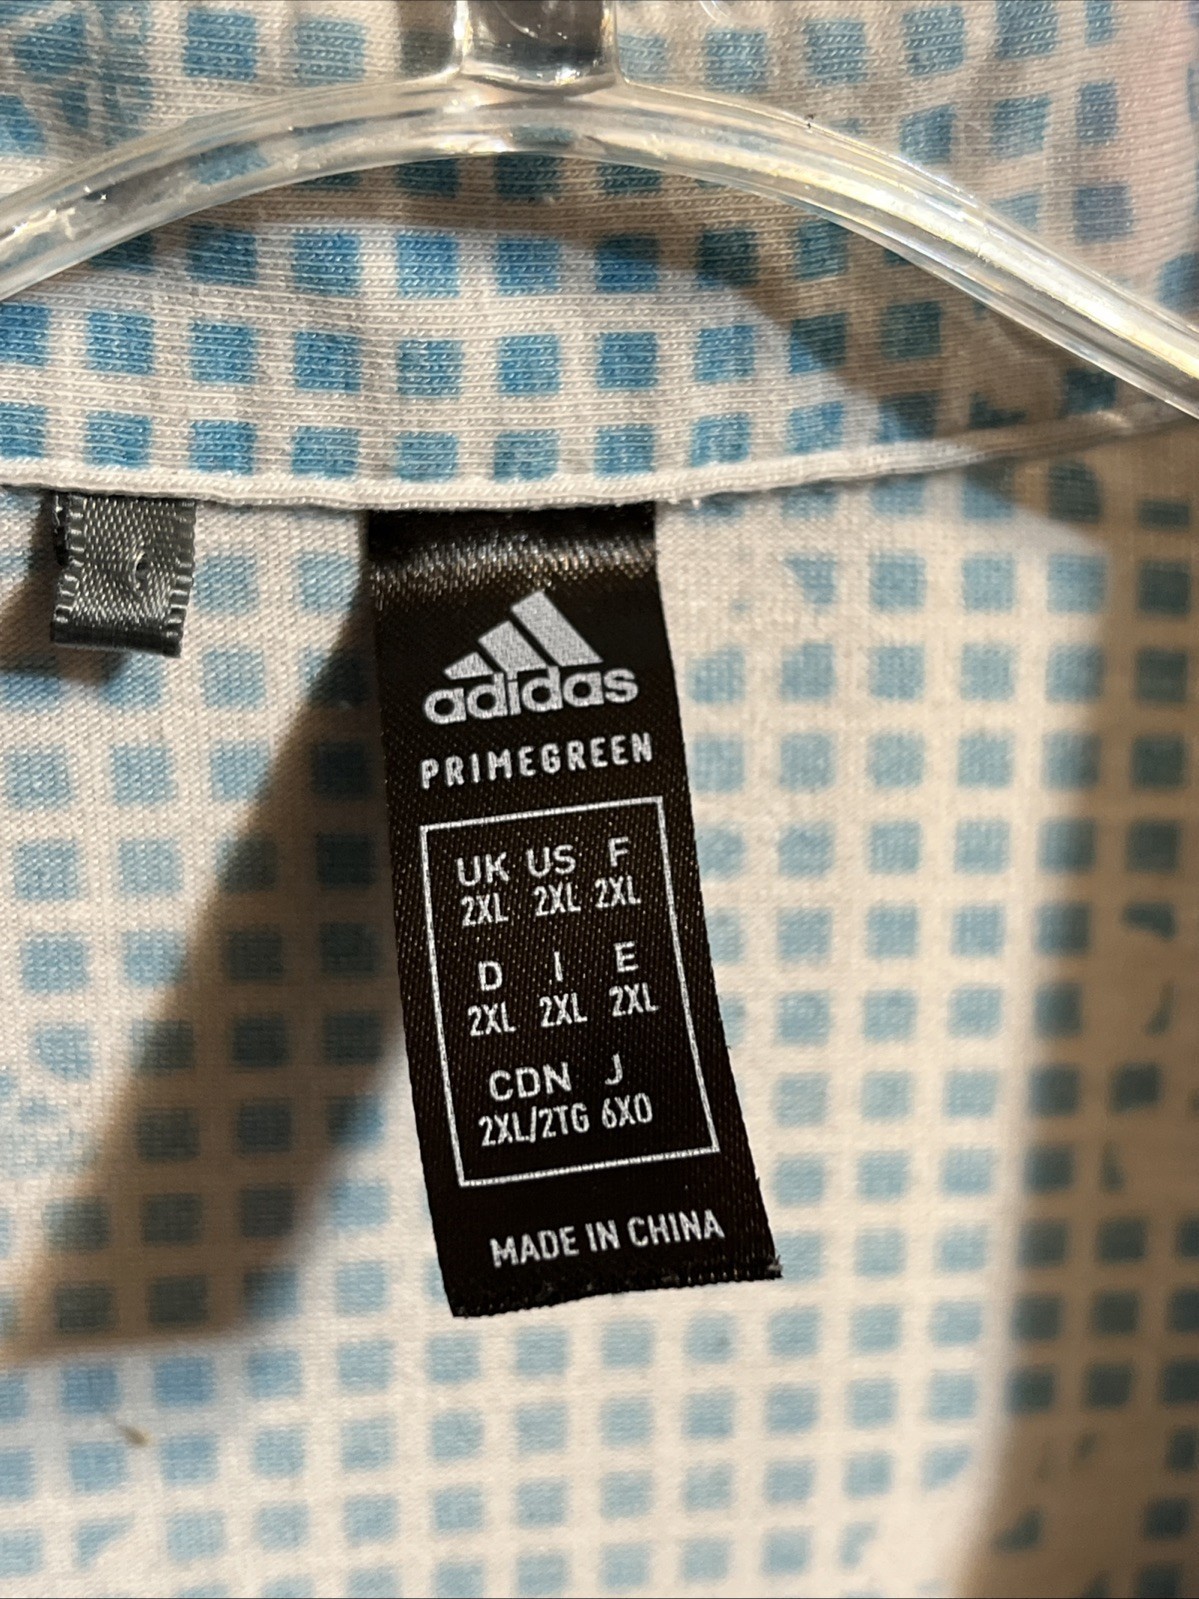 adidas
PRIMEGREEN
UK US F
2XL 2XL 2XL
D I E
2XL 2XL 2XL
CDN J
2XL/2TG 6XO
MADE IN CHINA